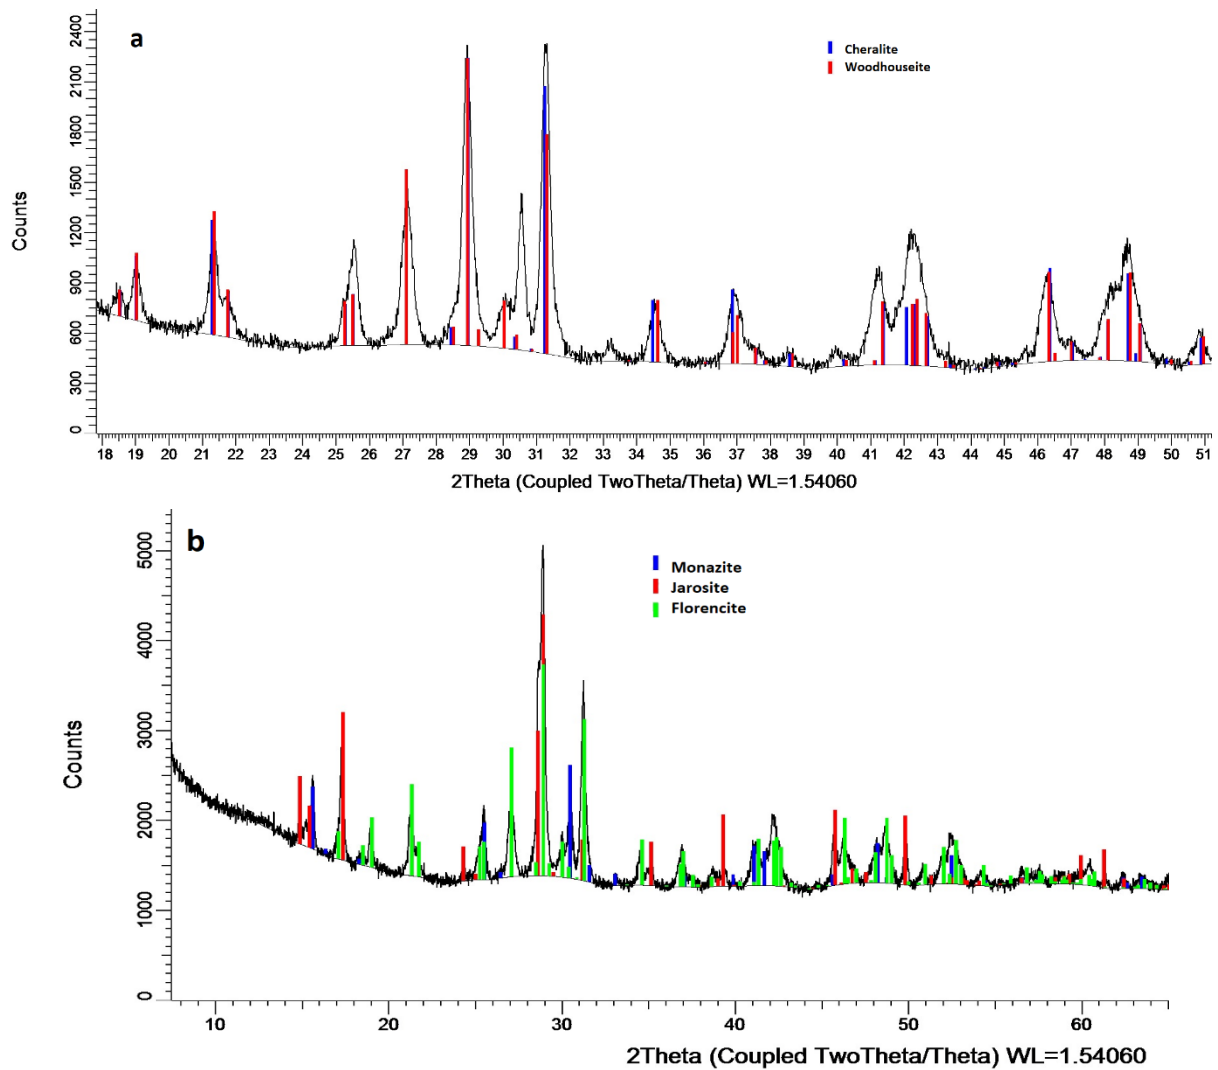 a
Cheralite
Woodhouseite
Counts
2400
2100
1800
1500
1200
900
600
300
0
18 19 20 21 22 23 24 25 26 27 28 29 30 31 32 33 34 35 36 37 38 39 40 41 42 43 44 45 46 47 48 49 50 51
2Theta (Coupled TwoTheta/Theta) WL=1.54060
b
Monazite
Jarosite
Florencite
Counts
5000
4000
3000
2000
1000
0
10 20 30 40 50 60
2Theta (Coupled TwoTheta/Theta) WL=1.54060